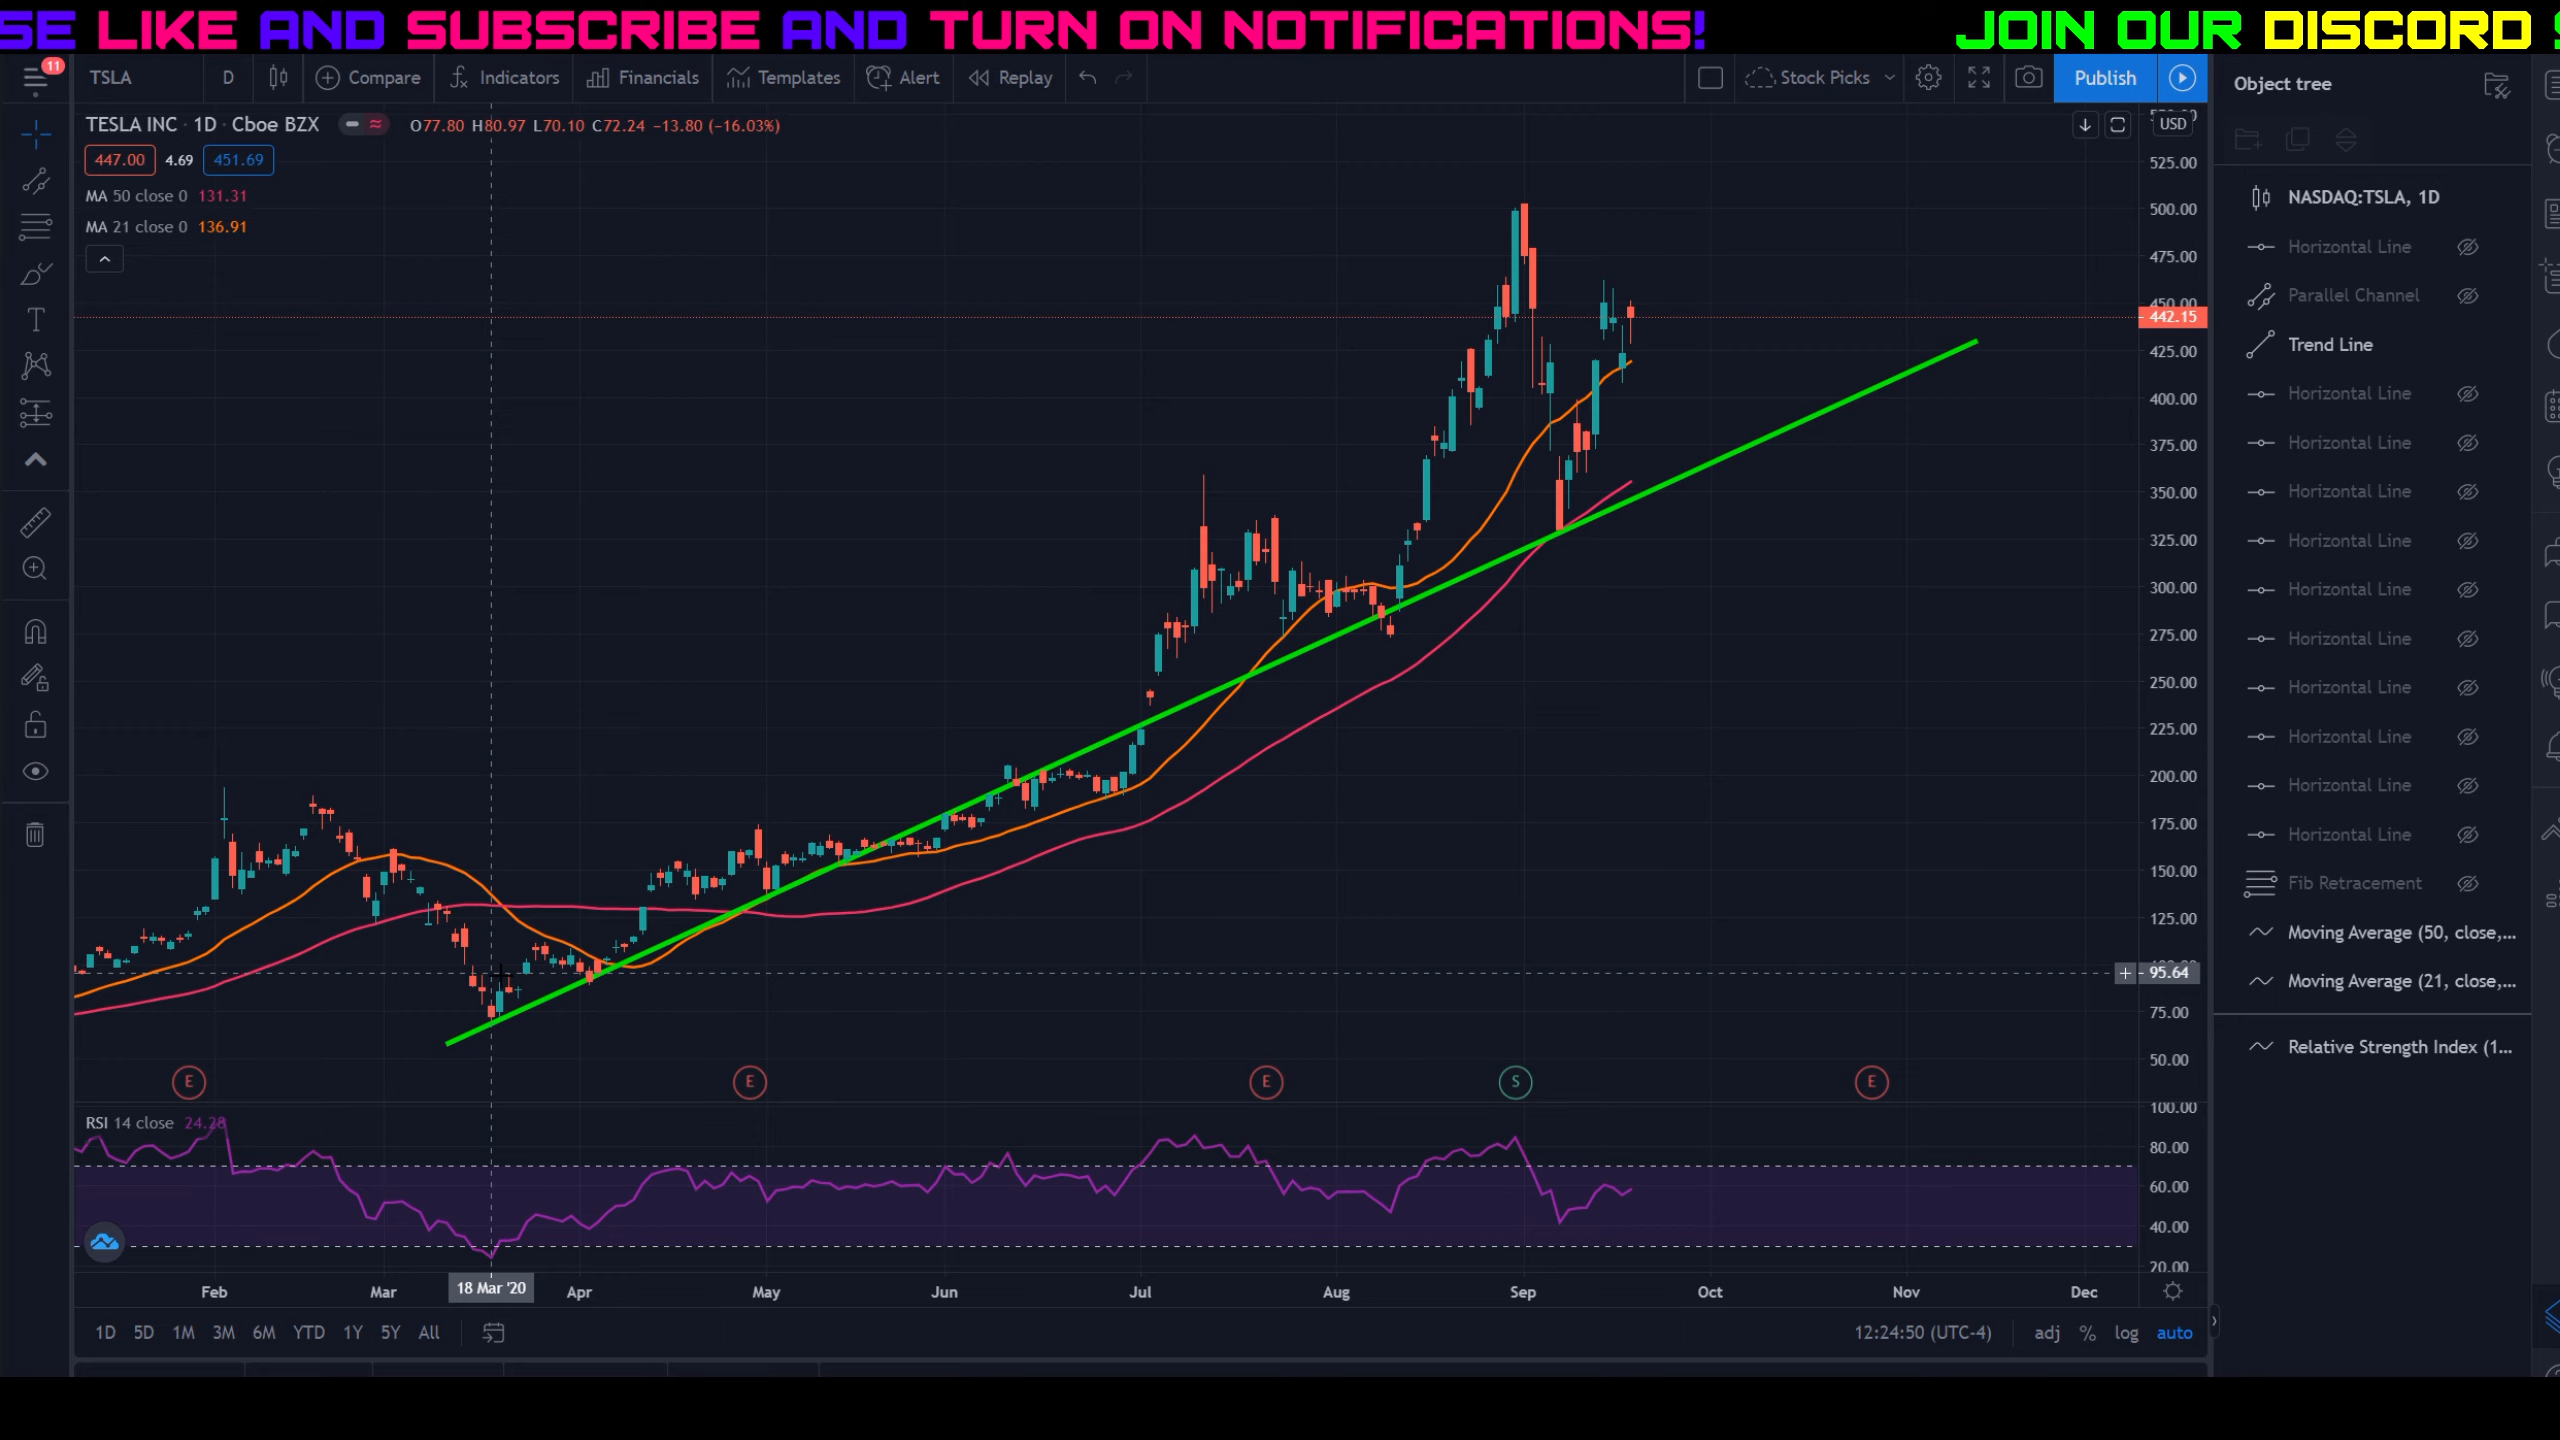 SE LIKE AND SUBSCRIBE AND TURN ON NOTIFICATIONS! JOIN OUR DISCORD
11
TSLA D Compare Indicators Financials Templates Alert Replay Stock Picks Publish
Object tree
TESLA INC · 1D · Cboe BZX O77.80 H80.97 L70.10 C72.24 −13.80 (−16.03%)
USD
447.00 4.69 451.69
MA 50 close 0 131.31
MA 21 close 0 136.91
525.00
500.00
475.00
450.00
442.15
425.00
400.00
375.00
350.00
325.00
300.00
275.00
250.00
225.00
200.00
175.00
150.00
125.00
95.64
75.00
50.00
NASDAQ:TSLA, 1D
Horizontal Line
Parallel Channel
Trend Line
Horizontal Line
Horizontal Line
Horizontal Line
Horizontal Line
Horizontal Line
Horizontal Line
Horizontal Line
Horizontal Line
Horizontal Line
Horizontal Line
Fib Retracement
Moving Average (50, close,...
Moving Average (21, close,...
Relative Strength Index (1...
E E E S E
RSI 14 close 24.28
100.00
80.00
60.00
40.00
20.00
Feb Mar 18 Mar '20 Apr May Jun Jul Aug Sep Oct Nov Dec
1D 5D 1M 3M 6M YTD 1Y 5Y All 12:24:50 (UTC-4) adj % log auto